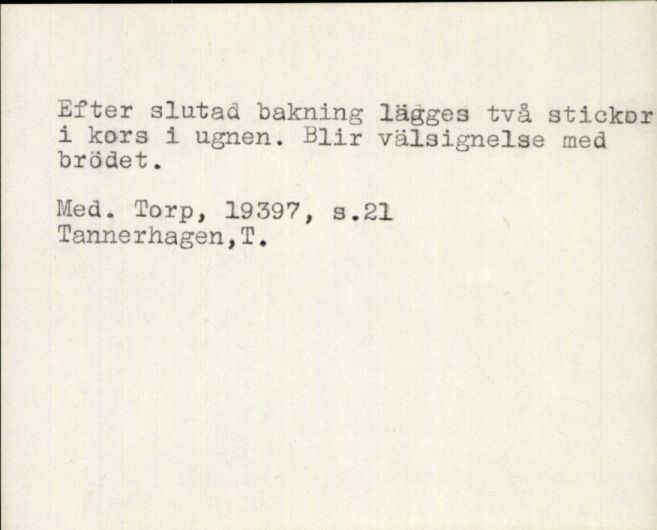 Efter slutad bakning lägges två stickor
i kors i ugnen. Blir välsignelse med
brödet.
Med. Torp, 19397, s.21
Tannerhagen,T.